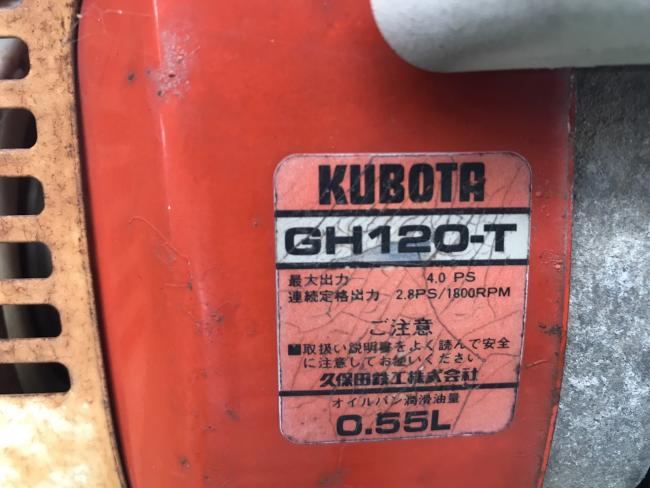 KUBOTA
GH120-T
最大出力 4.0 PS
連続定格出力 2.8PS/1800RPM
ご注意
■取扱い説明書をよく読んで安全
に注意してお使いください
久保田鉄工株式会社
オイルパン潤滑油量
0.55L